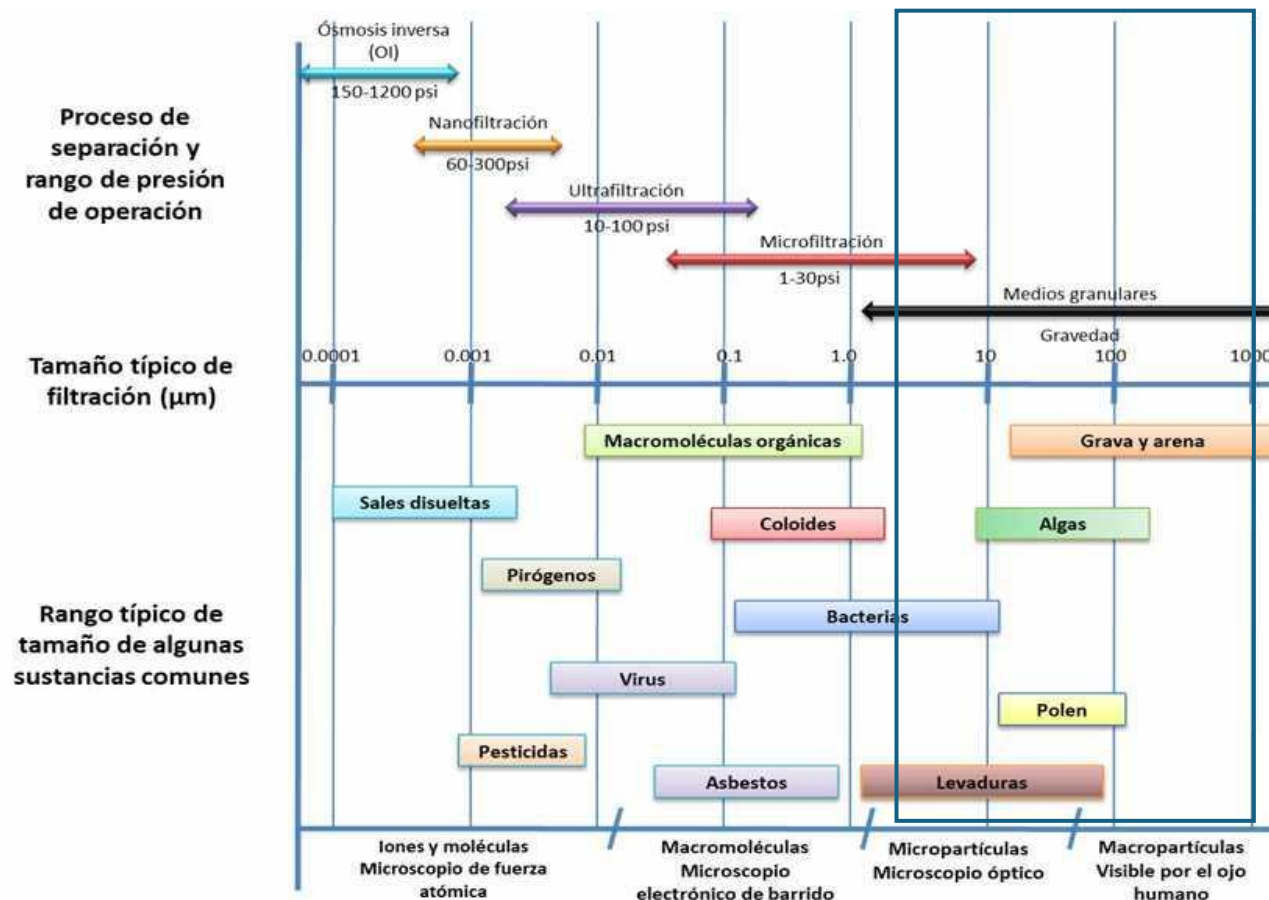 Ósmosis inversa
(OI)
150-1200 psi
Nanofiltración
60-300psi
Ultrafiltración
10-100 psi
Microfiltración
1-30psi
Medios granulares
Gravedad
Proceso de
separación y
rango de presión
de operación
Tamaño típico de
filtración (µm)
0.0001 0.001 0.01 0.1 1.0 10 100 1000
Macromoléculas orgánicas
Grava y arena
Sales disueltas
Coloides
Algas
Pirógenos
Bacterias
Rango típico de
tamaño de algunas
sustancias comunes
Virus
Polen
Pesticidas
Asbestos
Levaduras
Iones y moléculas
Microscopio de fuerza
atómica
Macromoléculas
Microscopio
electrónico de barrido
Micropartículas
Microscopio óptico
Macropartículas
Visible por el ojo
humano